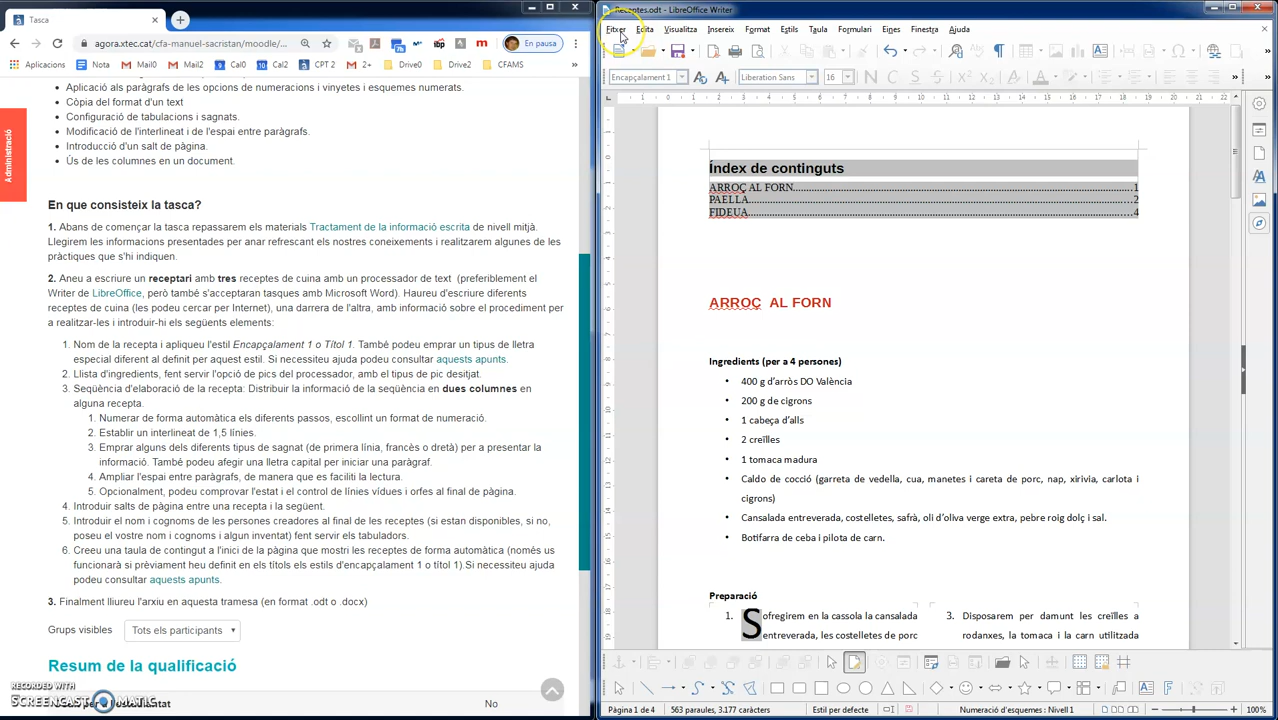 Tasca
agora.xtec.cat/cfa-manuel-sacristan/moodle/...
En pausa
Aplicacions
Nota
Mail0
Mail2
Cal0
Cal2
CPT 2
2+
Drive0
Drive2
CFAMS
Administració
Aplicació als paràgrafs de les opcions de numeracions i vinyetes i esquemes numerats.
Còpia del format d'un text
Configuració de tabulacions i sagnats.
Modificació de l'interlineat i de l'espai entre paràgrafs.
Introducció d'un salt de pàgina.
Ús de les columnes en un document.
En que consisteix la tasca?
1. Abans de començar la tasca repassarem els materials Tractament de la informació escrita de nivell mitjà.
Llegirem les informacions presentades per anar refrescant els nostres coneixements i realitzarem algunes de les
pràctiques que s'hi indiquen.
2. Aneu a escriure un receptari amb tres receptes de cuina amb un processador de text (preferiblement el
Writer de LibreOffice, però també s'acceptaran tasques amb Microsoft Word). Haureu d'escriure diferents
receptes de cuina (les podeu cercar per Internet), una darrera de l'altra, amb informació sobre el procediment per
a realitzar-les i introduir-hi els següents elements:
1. Nom de la recepta i apliqueu l'estil Encapçalament 1 o Títol 1. També podeu emprar un tipus de lletra
especial diferent al definit per aquest estil. Si necessiteu ajuda podeu consultar aquests apunts.
2. Llista d'ingredients, fent servir l'opció de pics del processador, amb el tipus de pic desitjat.
3. Seqüència d'elaboració de la recepta: Distribuir la informació de la seqüència en dues columnes en
alguna recepta.
1. Numerar de forma automàtica els diferents passos, escollint un format de numeració.
2. Establir un interlineat de 1,5 línies.
3. Emprar alguns dels diferents tipus de sagnat (de primera línia, francès o dretà) per a presentar la
informació. També podeu afegir una lletra capital per iniciar una paràgraf.
4. Ampliar l'espai entre paràgrafs, de manera que es faciliti la lectura.
5. Opcionalment, podeu comprovar l'estat i el control de línies vídues i orfes al final de pàgina.
4. Introduir salts de pàgina entre una recepta i la següent.
5. Introduir el nom i cognoms de les persones creadores al final de les receptes (si estan disponibles, si no,
poseu el vostre nom i cognoms i algun inventat) fent servir els tabuladors.
6. Creeu una taula de contingut a l'inici de la pàgina que mostri les receptes de forma automàtica (només us
funcionarà si prèviament heu definit en els títols els estils d'encapçalament 1 o títol 1).Si necessiteu ajuda
podeu consultar aquests apunts.
3. Finalment lliureu l'arxiu en aquesta tramesa (en format .odt o .docx)
Grups visibles Tots els participants
Resum de la qualificació
No
RECORDED WITH
SCREENCAST MATIC
Receptes.odt - LibreOffice Writer
Fitxer Edita Visualitza Insereix Format Estils Taula Formulari Eines Finestra Ajuda
Encapçalament 1 Liberation Sans 16
Índex de continguts
ARROÇ AL FORN 1
PAELLA 2
FIDEUA 4
ARROÇ AL FORN
Ingredients (per a 4 persones)
400 g d'arròs DO València
200 g de cigrons
1 cabeça d'alls
2 creïlles
1 tomaca madura
Caldo de cocció (garreta de vedella, cua, manetes i careta de porc, nap, xirivia, carlota i
cigrons)
Cansalada entreverada, costelletes, safrà, oli d'oliva verge extra, pebre roig dolç i sal.
Botifarra de ceba i pilota de carn.
Preparació
1. Sofregirem en la cassola la cansalada
entreverada, les costelletes de porc
3. Disposarem per damunt les creïlles a
rodanxes, la tomaca i la carn utilitzada
Pàgina 1 de 4
563 paraules, 3.177 caràcters
Estil per defecte
Numeració d'esquemes : Nivell 1
100%